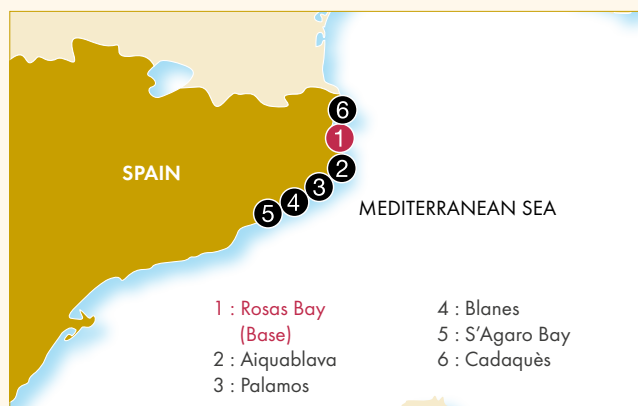 6
1
2
3
4
5
SPAIN
MEDITERRANEAN SEA
1 : Rosas Bay
(Base)
2 : Aiquablava
3 : Palamos
4 : Blanes
5 : S'Agaro Bay
6 : Cadaquès